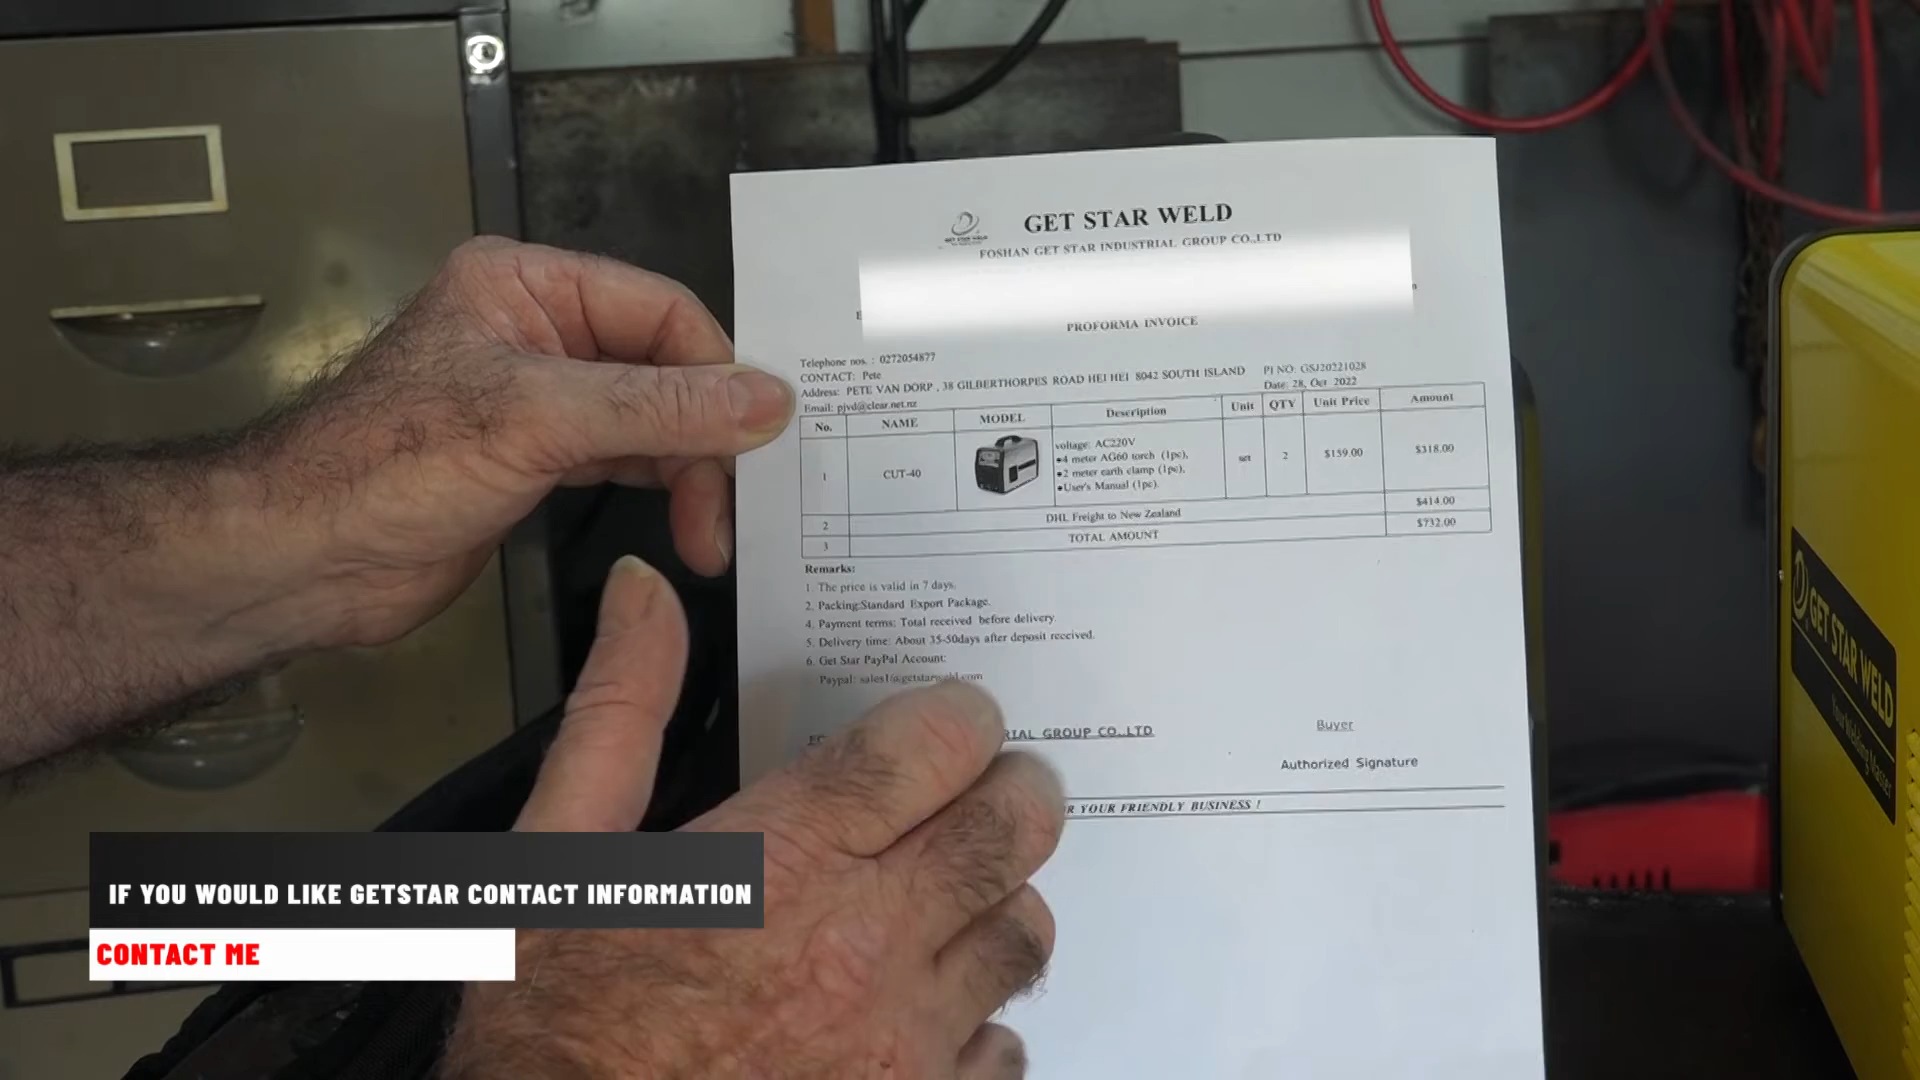 GET STAR WELD
FOSHAN GET STAR INDUSTRIAL GROUP CO.,LTD
PROFORMA INVOICE
Telephone nos. : 0272054877
CONTACT: Pete
Address: PETE VAN DORP , 38 GILBERTHORPES ROAD HEI HEI 8042 SOUTH ISLAND PI NO: GSJ20221028
Email: pjvd@clear.net.nz Date: 28, Oct 2022
No. NAME MODEL Description Unit QTY Unit Price Amount
1 CUT-40 voltage: AC220V set 2 $159.00 $318.00
●4 meter AG60 torch (1pc),
●2 meter earth clamp (1pc),
●User's Manual (1pc).
2 DHL Freight to New Zealand $414.00
3 TOTAL AMOUNT $732.00
Remarks:
1. The price is valid in 7 days.
2. Packing:Standard Export Package.
4. Payment terms: Total received before delivery.
5. Delivery time: About 35-50days after deposit received.
6. Get Star PayPal Account:
Paypal: sales1@getstarweld.com
RIAL GROUP CO.,LTD Buyer
Authorized Signature
R YOUR FRIENDLY BUSINESS !
GET STAR WELD
Your Welding Master
IF YOU WOULD LIKE GETSTAR CONTACT INFORMATION
CONTACT ME